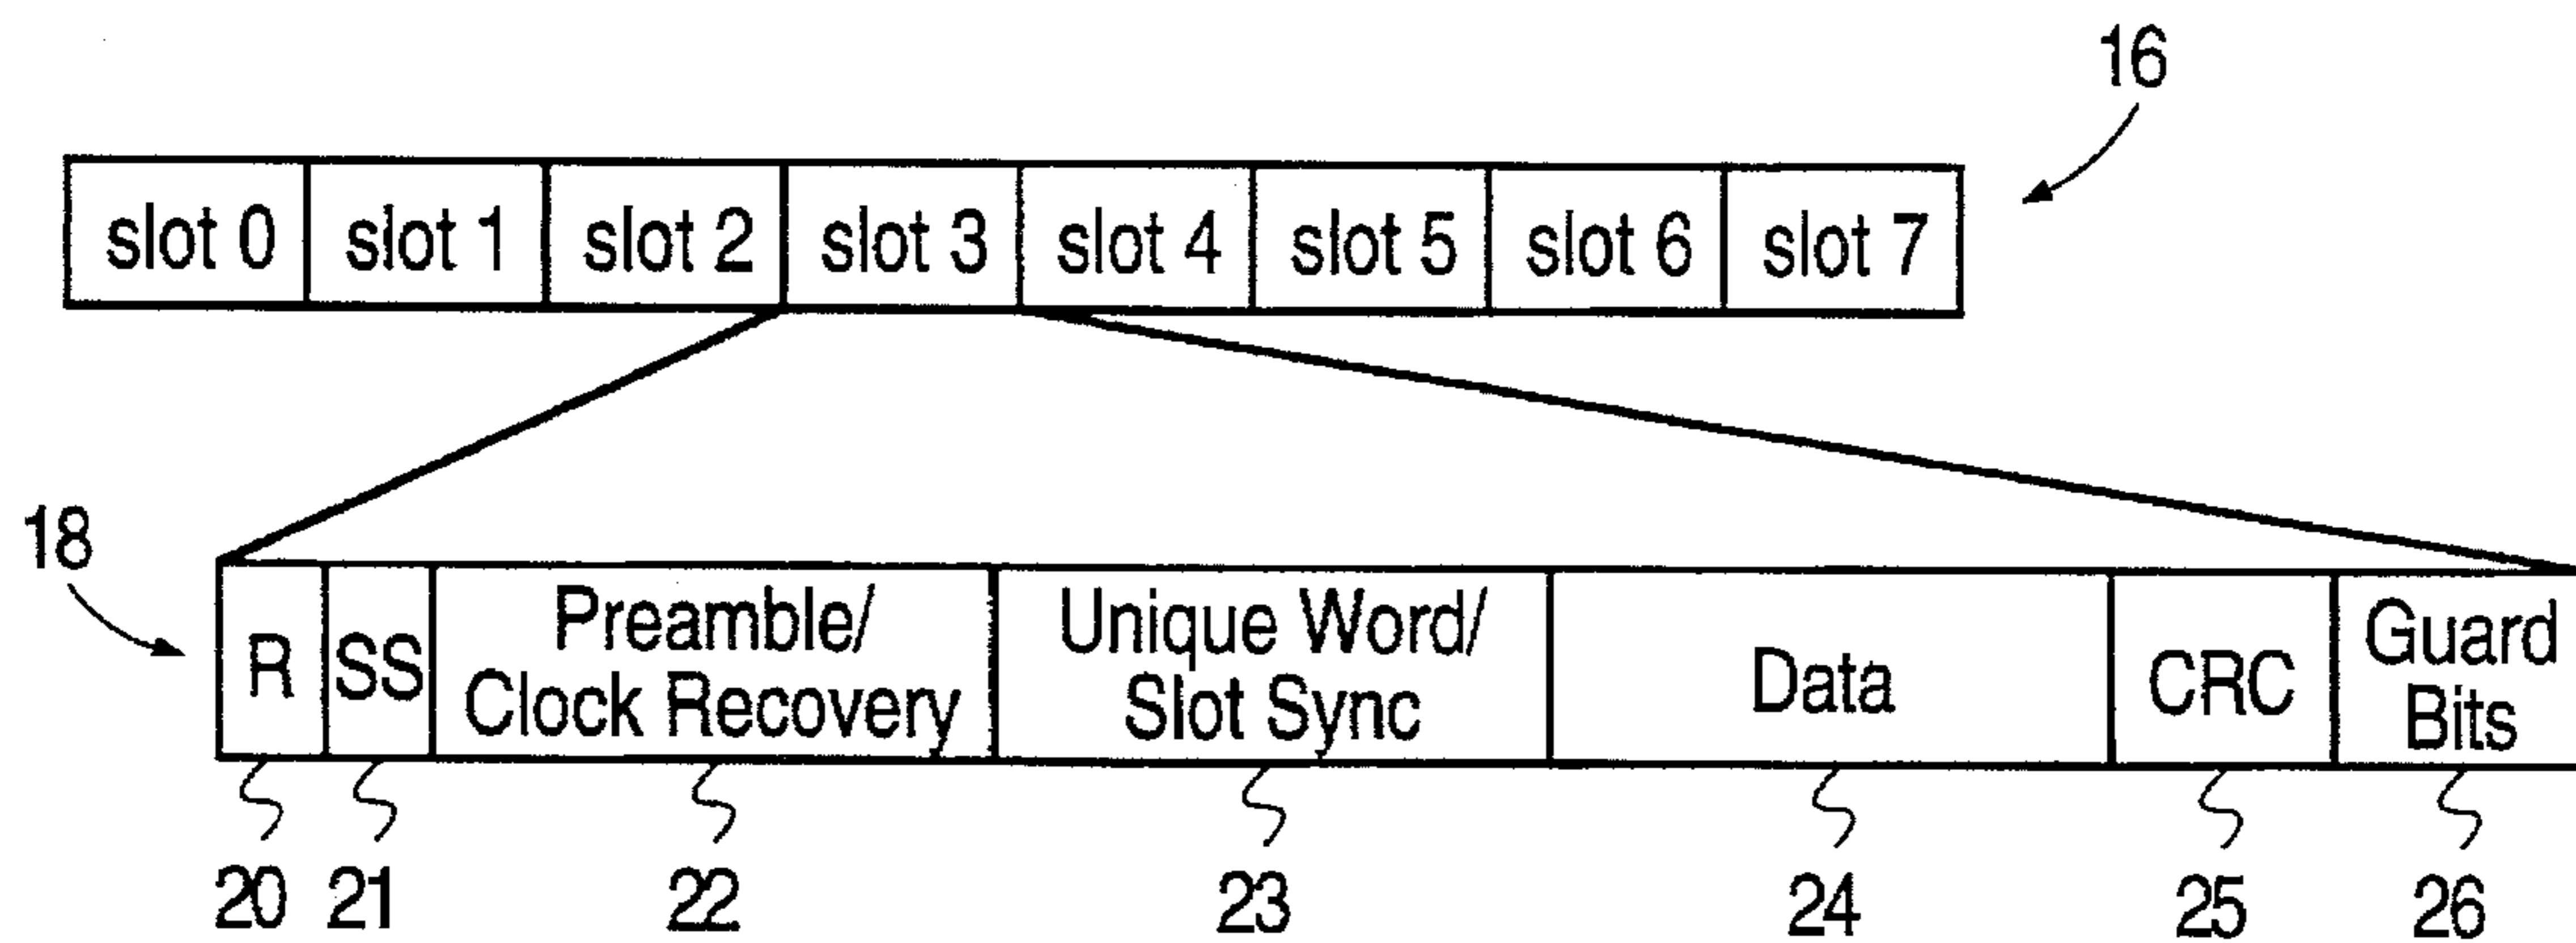 16
slot 0 slot 1 slot 2 slot 3 slot 4 slot 5 slot 6 slot 7
18
R SS Preamble/ Clock Recovery Unique Word/ Slot Sync Data CRC Guard Bits
20 21 22 23 24 25 26